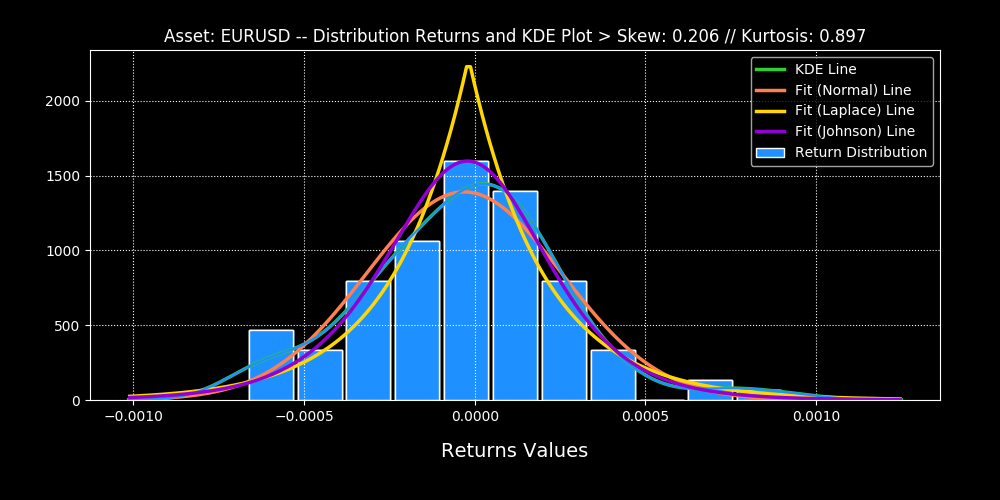 Asset: EURUSD -- Distribution Returns and KDE Plot > Skew: 0.206 // Kurtosis: 0.897
KDE Line
Fit (Normal) Line
Fit (Laplace) Line
Fit (Johnson) Line
Return Distribution
2000
1500
1000
500
0
−0.0010 −0.0005 0.0000 0.0005 0.0010
Returns Values